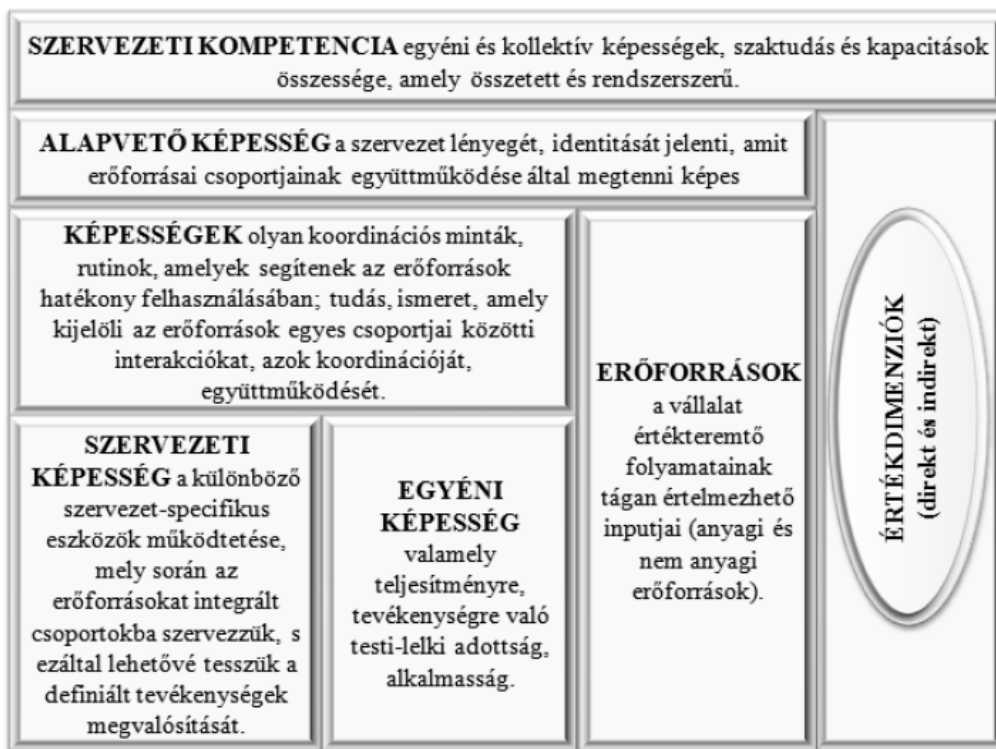 SZERVEZETI KOMPETENCIA egyéni és kollektív képességek, szaktudás és kapacitások
összessége, amely összetett és rendszerszerű.
ALAPVETŐ KÉPESSÉG a szervezet lényegét, identitását jelenti, amit
erőforrásai csoportjainak együttműködése által megtenni képes
KÉPESSÉGEK olyan koordinációs minták,
rutinok, amelyek segítenek az erőforrások
hatékony felhasználásában; tudás, ismeret, amely
kijelöli az erőforrások egyes csoportjai közötti
interakciókat, azok koordinációját,
együttműködését.
SZERVEZETI
KÉPESSÉG a különböző
szervezet-specifikus
eszközök működtetése,
mely során az
erőforrásokat integrált
csoportokba szervezzük, s
ezáltal lehetővé tesszük a
definiált tevékenységek
megvalósítását.
EGYÉNI
KÉPESSÉG
valamely
teljesítményre,
tevékenységre való
testi-lelki adottság,
alkalmasság.
ERŐFORRÁSOK
a vállalat
értékteremtő
folyamatainak
tágan értelmezhető
inputjai (anyagi és
nem anyagi
erőforrások).
ÉRTÉKDIMENZIÓK
(direkt és indirekt)